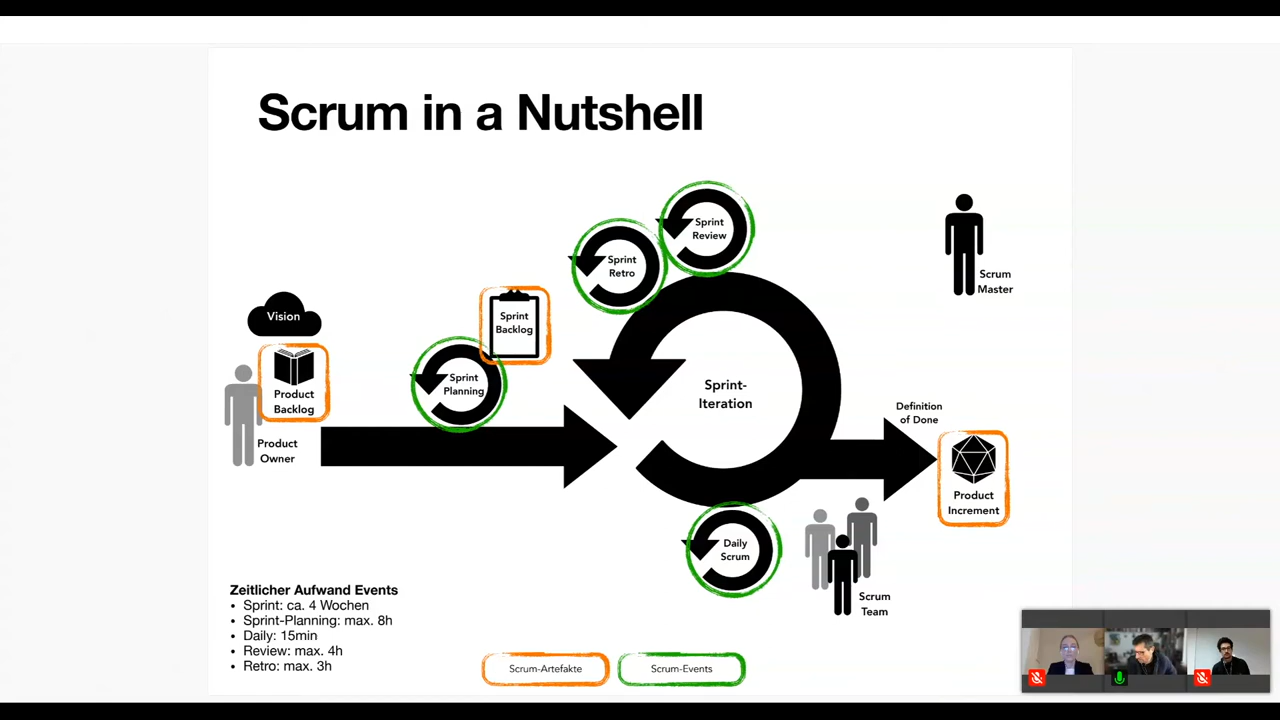 Scrum in a Nutshell
Sprint
Review
Sprint
Retro
Scrum
Master
Sprint
Backlog
Vision
Sprint
Planning
Product
Backlog
Sprint-
Iteration
Definition
of Done
Product
Owner
Product
Increment
Daily
Scrum
Scrum
Team
Zeitlicher Aufwand Events
• Sprint: ca. 4 Wochen
• Sprint-Planning: max. 8h
• Daily: 15min
• Review: max. 4h
• Retro: max. 3h
Scrum-Artefakte
Scrum-Events